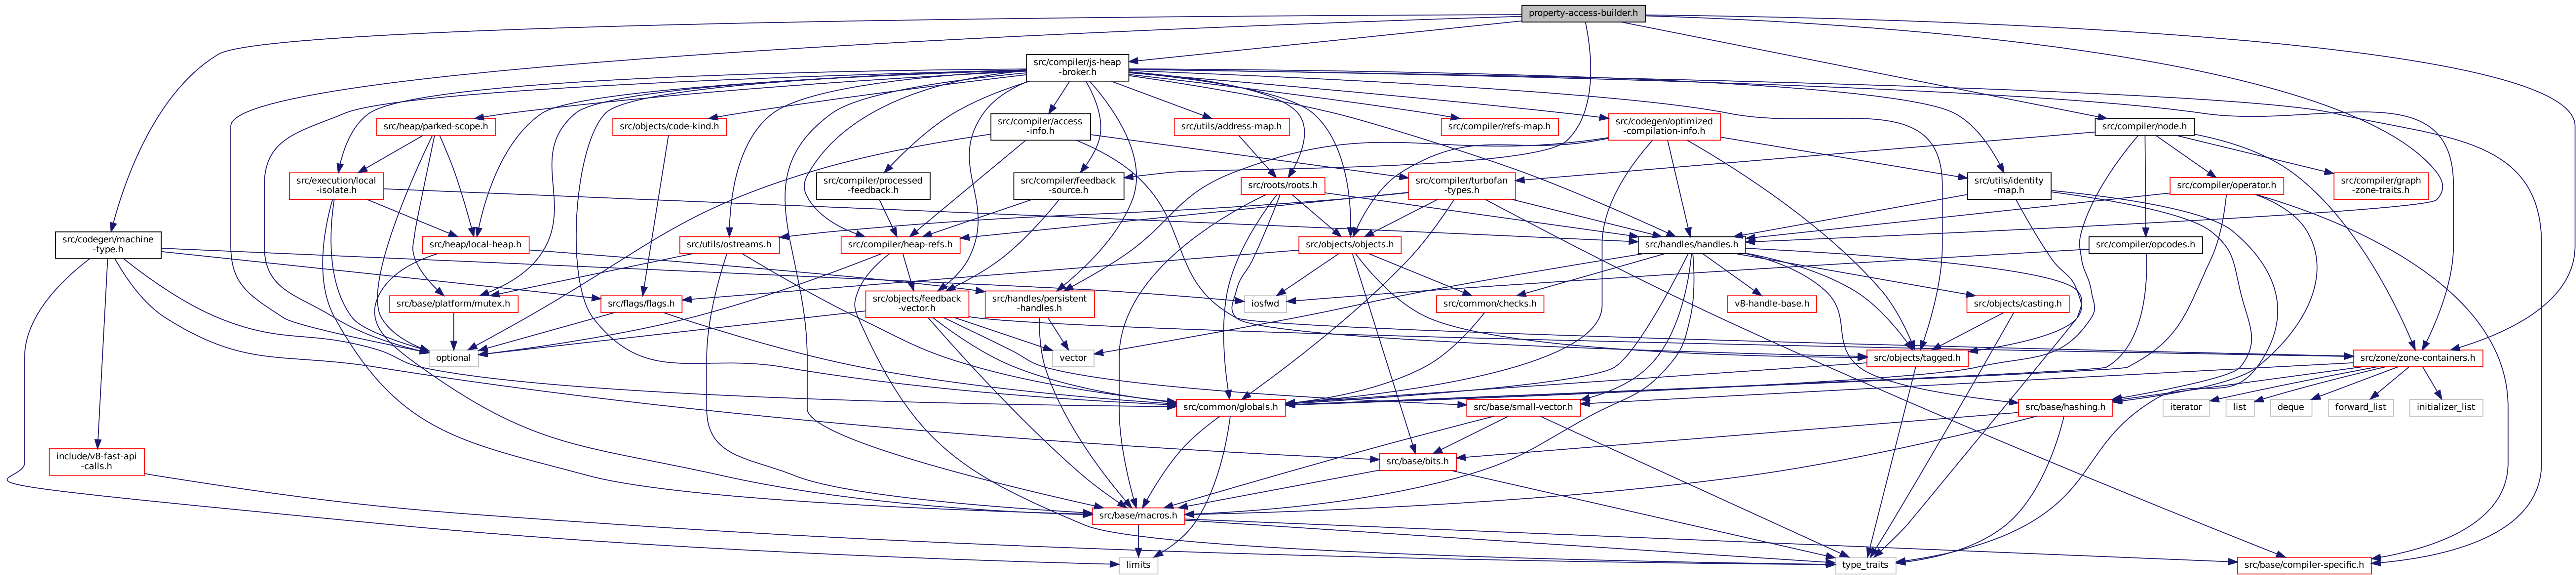 property-access-builder.h
src/compiler/js-heap
-broker.h
src/heap/parked-scope.h
src/objects/code-kind.h
src/compiler/access
-info.h
src/utils/address-map.h
src/compiler/refs-map.h
src/codegen/optimized
-compilation-info.h
src/compiler/node.h
src/execution/local
-isolate.h
src/compiler/processed
-feedback.h
src/compiler/feedback
-source.h
src/roots/roots.h
src/compiler/turbofan
-types.h
src/utils/identity
-map.h
src/compiler/operator.h
src/compiler/graph
-zone-traits.h
src/codegen/machine
-type.h
src/heap/local-heap.h
src/utils/ostreams.h
src/compiler/heap-refs.h
src/objects/objects.h
src/handles/handles.h
src/compiler/opcodes.h
src/base/platform/mutex.h
src/flags/flags.h
src/objects/feedback
-vector.h
src/handles/persistent
-handles.h
iosfwd
src/common/checks.h
v8-handle-base.h
src/objects/casting.h
optional
vector
src/objects/tagged.h
src/zone/zone-containers.h
src/common/globals.h
src/base/small-vector.h
src/base/hashing.h
iterator
list
deque
forward_list
initializer_list
include/v8-fast-api
-calls.h
src/base/bits.h
src/base/macros.h
limits
type_traits
src/base/compiler-specific.h